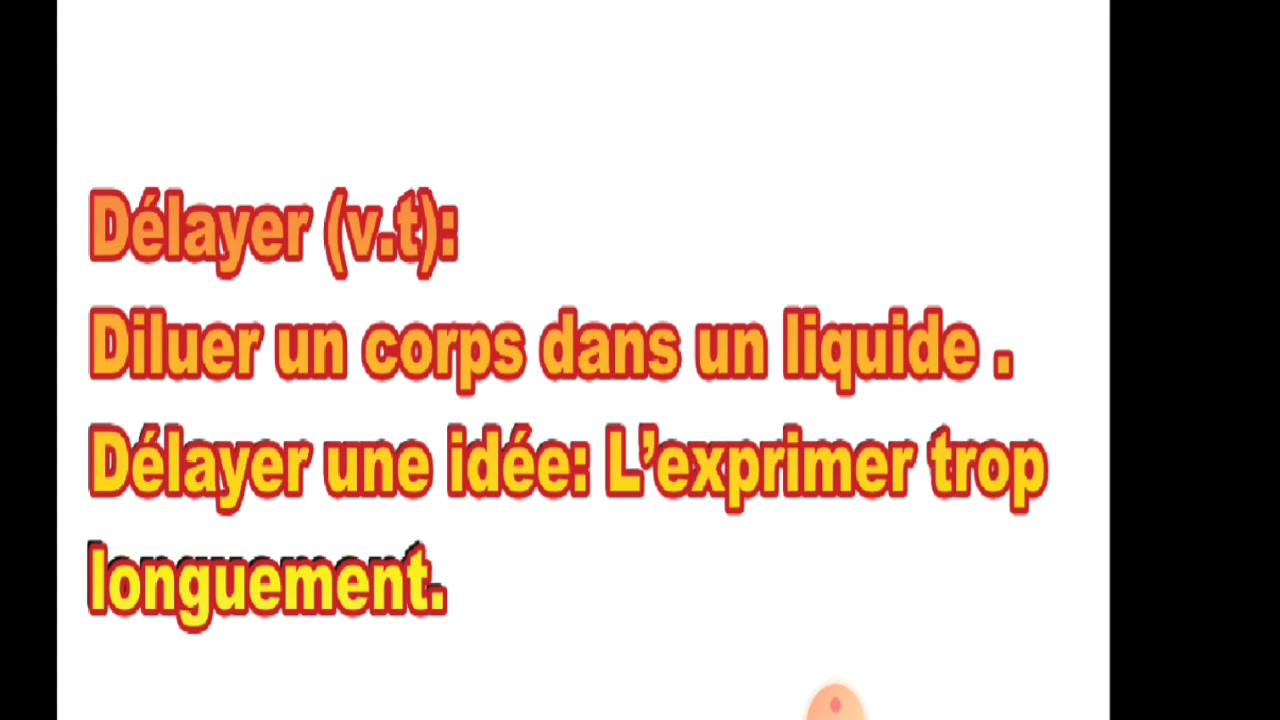 Délayer (v.t):
Diluer un corps dans un liquide .
Délayer une idée: L’exprimer trop
longuement.